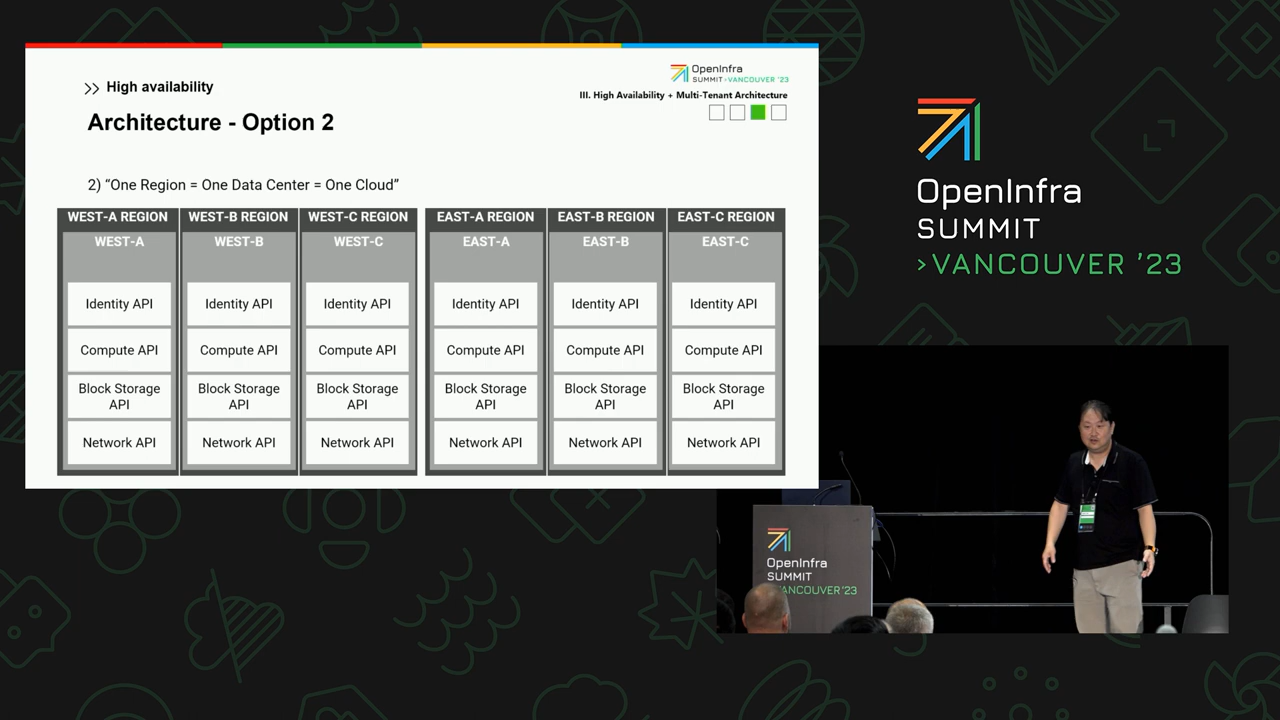 High availability
OpenInfra
SUMMIT >VANCOUVER '23
III. High Availability + Multi-Tenant Architecture
Architecture - Option 2
2) “One Region = One Data Center = One Cloud”
WEST-A REGION WEST-B REGION WEST-C REGION EAST-A REGION EAST-B REGION EAST-C REGION
WEST-A WEST-B WEST-C EAST-A EAST-B EAST-C
Identity API Identity API Identity API Identity API Identity API Identity API
Compute API Compute API Compute API Compute API Compute API Compute API
Block Storage Block Storage Block Storage Block Storage Block Storage Block Storage
API API API API API API
Network API Network API Network API Network API Network API Network API
OpenInfra
SUMMIT
>VANCOUVER '23
OpenInfra
SUMMIT
VANCOUVER '23